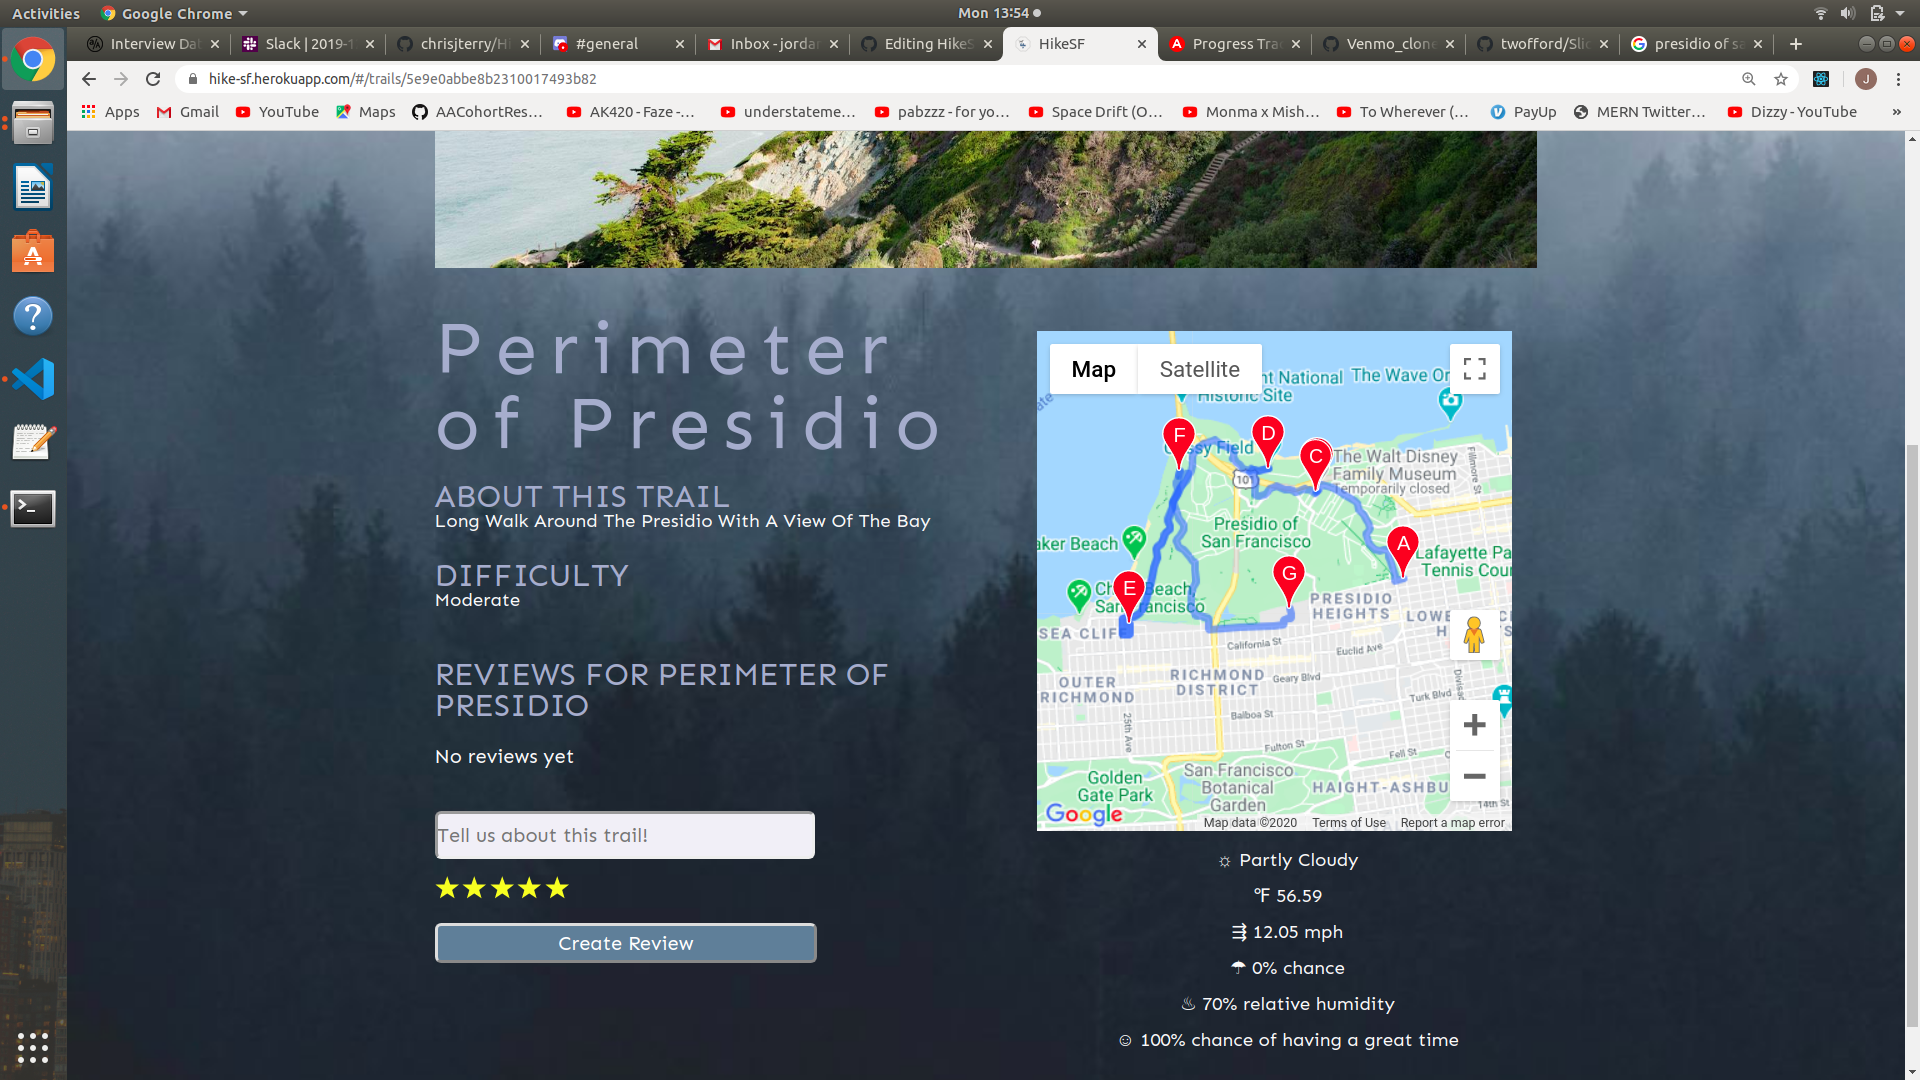 Activities Google Chrome Mon 13:54
Interview Dat Slack | 2019-1 chrisjterry/Hi #general Inbox - jordan Editing HikeS HikeSF Progress Trac Venmo_clone twofford/Slic presidio of sa
hike-sf.herokuapp.com/#/trails/5e9e0abbe8b2310017493b82 J
Apps Gmail YouTube Maps AACohortRes... AK420 - Faze -... understateme... pabzzz - for yo... Space Drift (O... Monma x Mish... To Wherever (... PayUp MERN Twitter... Dizzy - YouTube »
Perimeter
of Presidio
ABOUT THIS TRAIL
Long Walk Around The Presidio With A View Of The Bay
DIFFICULTY
Moderate
REVIEWS FOR PERIMETER OF
PRESIDIO
No reviews yet
Tell us about this trail!
★★★★★
Create Review
Map Satellite
nt National
Historic Site
The Wave Or
ate
F D C A E G
Field
101
The Walt Disney
Family Museum
Temporarily closed
Fillmore St
Presidio of
San Francisco
aker Beach
Lafayette Pa
Tennis Cour
Beach,
San Francisco
PRESIDIO
HEIGHTS
SEA CLIFF
California St
Euclid Ave
OUTER
RICHMOND
RICHMOND
DISTRICT
Geary Blvd
Turk Blvd
25th Ave
Balboa St
Fulton St
Fell St
Golden
Gate Park
San Francisco
Botanical
Garden
HAIGHT-ASHBU
14th St
Google
Map data ©2020 Terms of Use Report a map error
☼ Partly Cloudy
℉ 56.59
⇶ 12.05 mph
☂ 0% chance
♨ 70% relative humidity
☺ 100% chance of having a great time